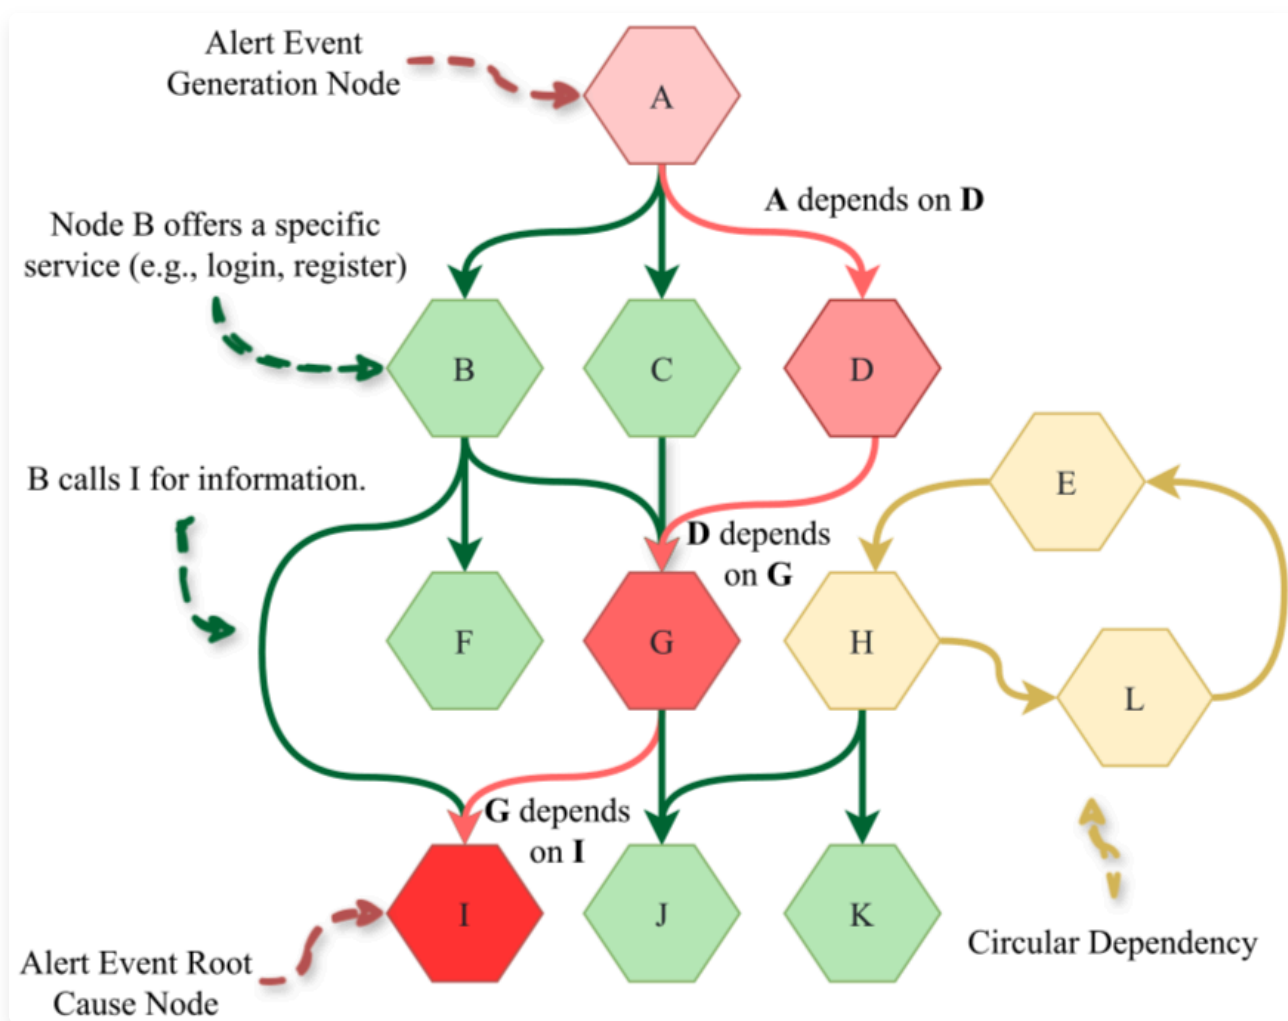 Alert Event
Generation Node
A
A depends on D
Node B offers a specific
service (e.g., login, register)
B
C
D
B calls I for information.
E
D depends
on G
F
G
H
L
G depends
on I
I
J
K
Circular Dependency
Alert Event Root
Cause Node